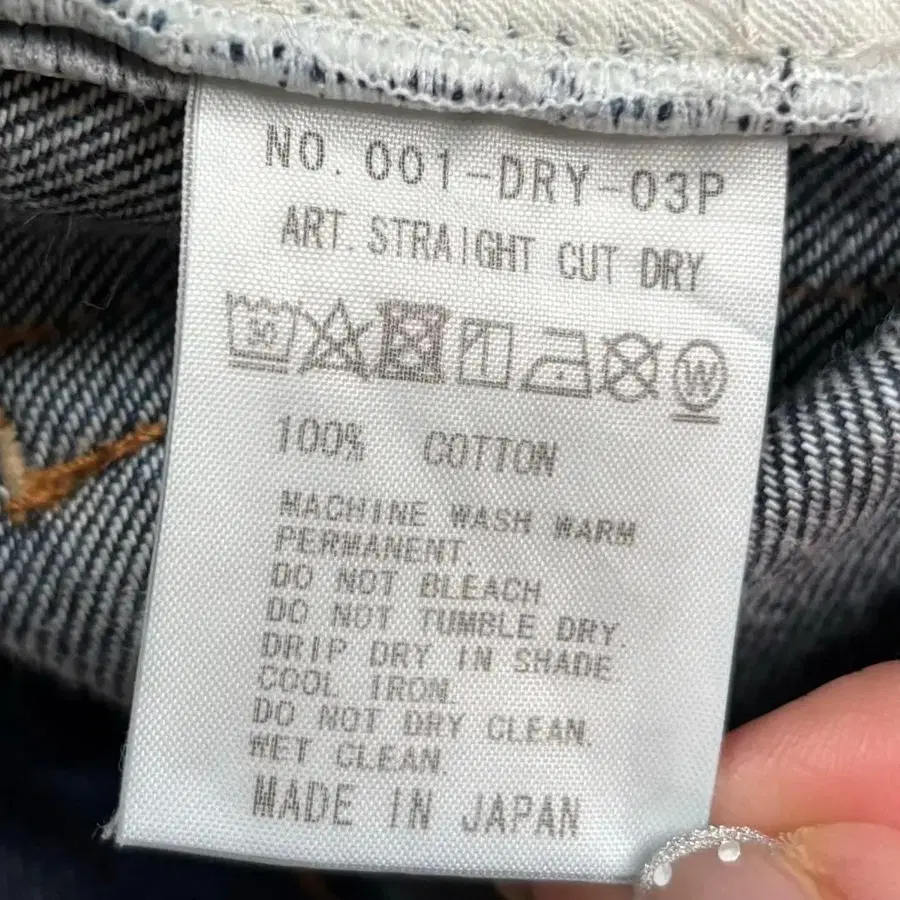 NO. 001-DRY-03P
ART. STRAIGHT CUT DRY
W
100% COTTON
MACHINE WASH WARM
PERMANENT.
DO NOT BLEACH
DO NOT TUMBLE DRY.
DRIP DRY IN SHADE
COOL IRON.
DO NOT DRY CLEAN.
WET CLEAN.
MADE IN JAPAN